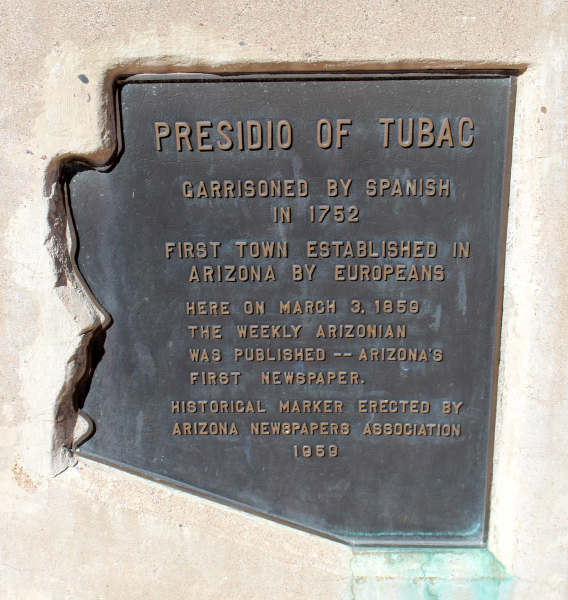 PRESIDIO OF TUBAC
GARRISONED BY SPANISH
IN 1752
FIRST TOWN ESTABLISHED IN
ARIZONA BY EUROPEANS
HERE ON MARCH 3, 1859
THE WEEKLY ARIZONIAN
WAS PUBLISHED -- ARIZONA'S
FIRST NEWSPAPER.
HISTORICAL MARKER ERECTED BY
ARIZONA NEWSPAPERS ASSOCIATION
1959